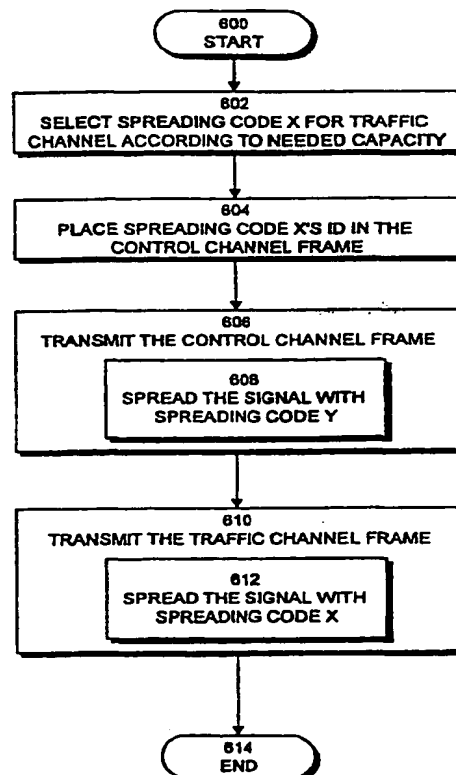 600
START
602
SELECT SPREADING CODE X FOR TRAFFIC
CHANNEL ACCORDING TO NEEDED CAPACITY
604
PLACE SPREADING CODE X'S ID IN THE
CONTROL CHANNEL FRAME
606
TRANSMIT THE CONTROL CHANNEL FRAME
608
SPREAD THE SIGNAL WITH
SPREADING CODE Y
610
TRANSMIT THE TRAFFIC CHANNEL FRAME
612
SPREAD THE SIGNAL WITH
SPREADING CODE X
614
END